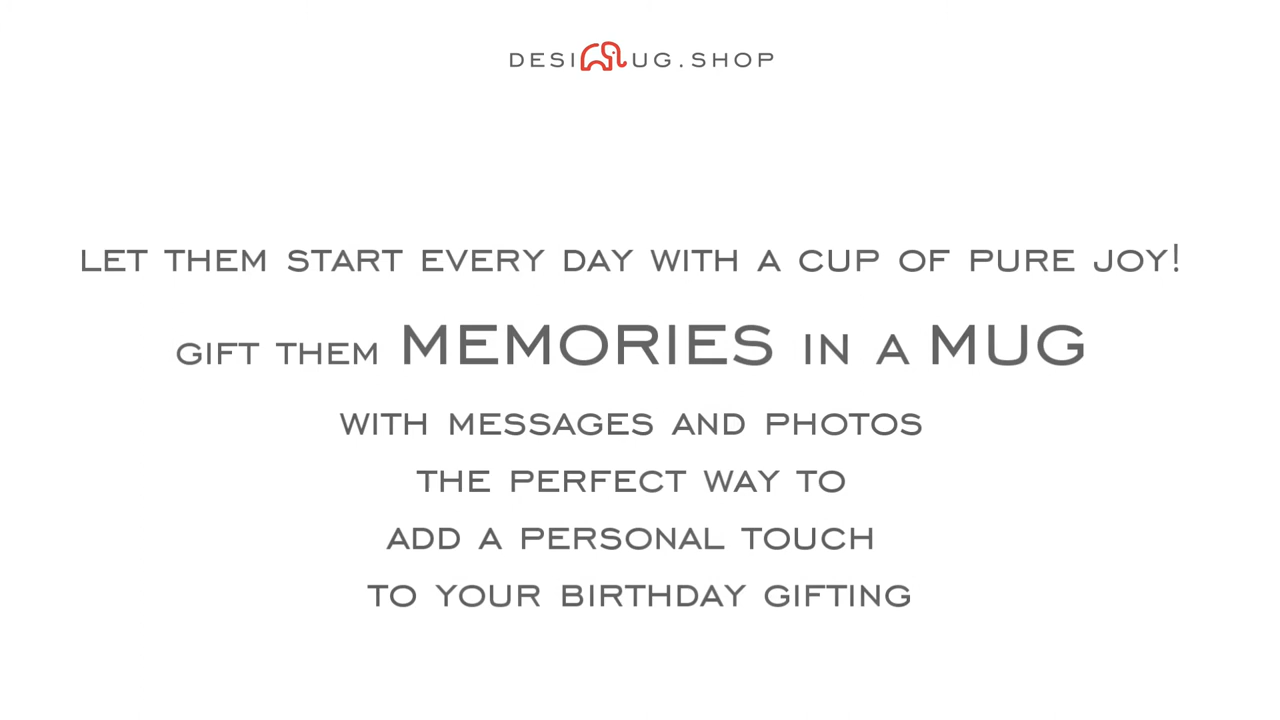 DESIMUG.SHOP
LET THEM START EVERY DAY WITH A CUP OF PURE JOY!
GIFT THEM MEMORIES IN A MUG
WITH MESSAGES AND PHOTOS
THE PERFECT WAY TO
ADD A PERSONAL TOUCH
TO YOUR BIRTHDAY GIFTING